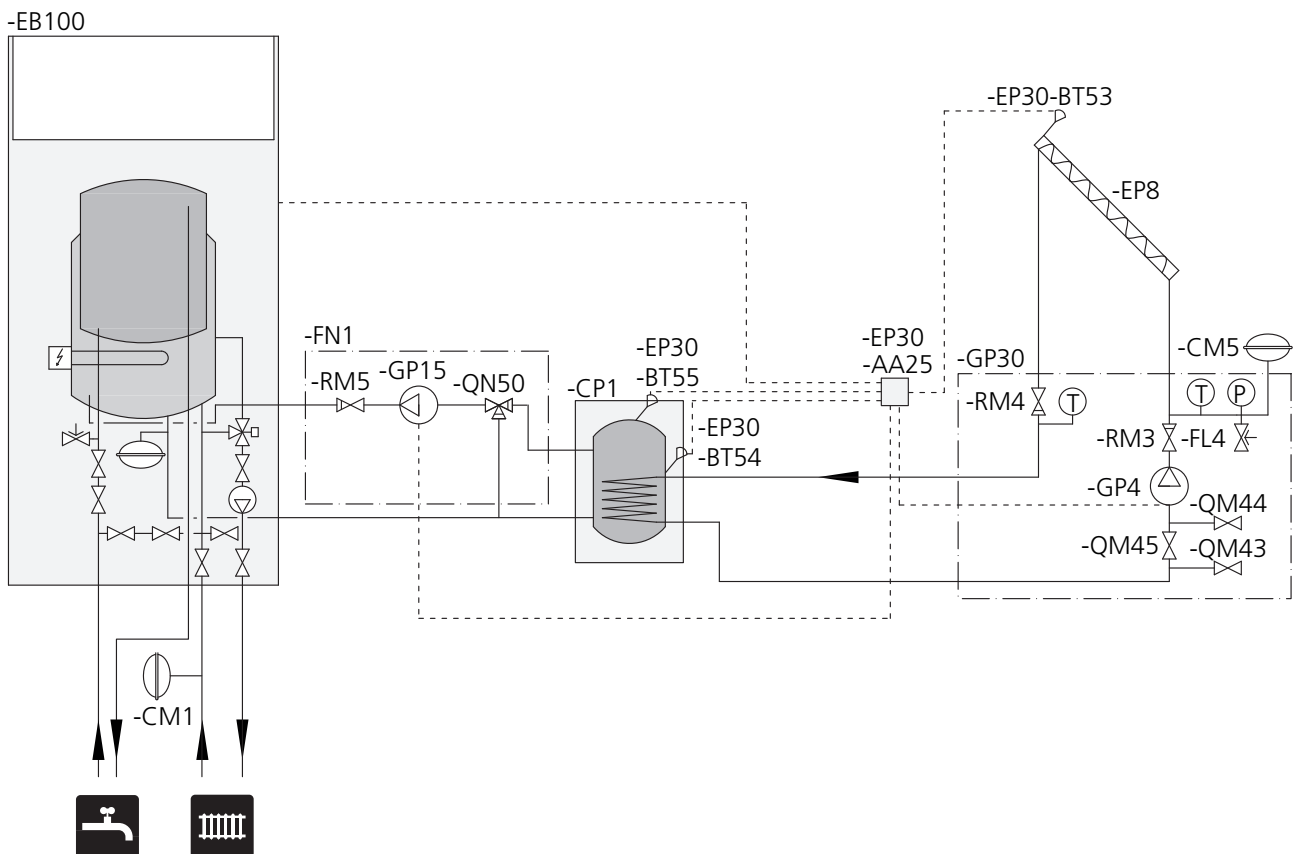 -EB100
-EP30-BT53
-EP8
-FN1
-RM5
-GP15
-QN50
-EP30
-BT55
-CP1
-EP30
-BT54
-EP30
-AA25
-GP30
-CM5
-RM4
T
T
P
-RM3
-FL4
-GP4
-QM44
-QM45
-QM43
-CM1